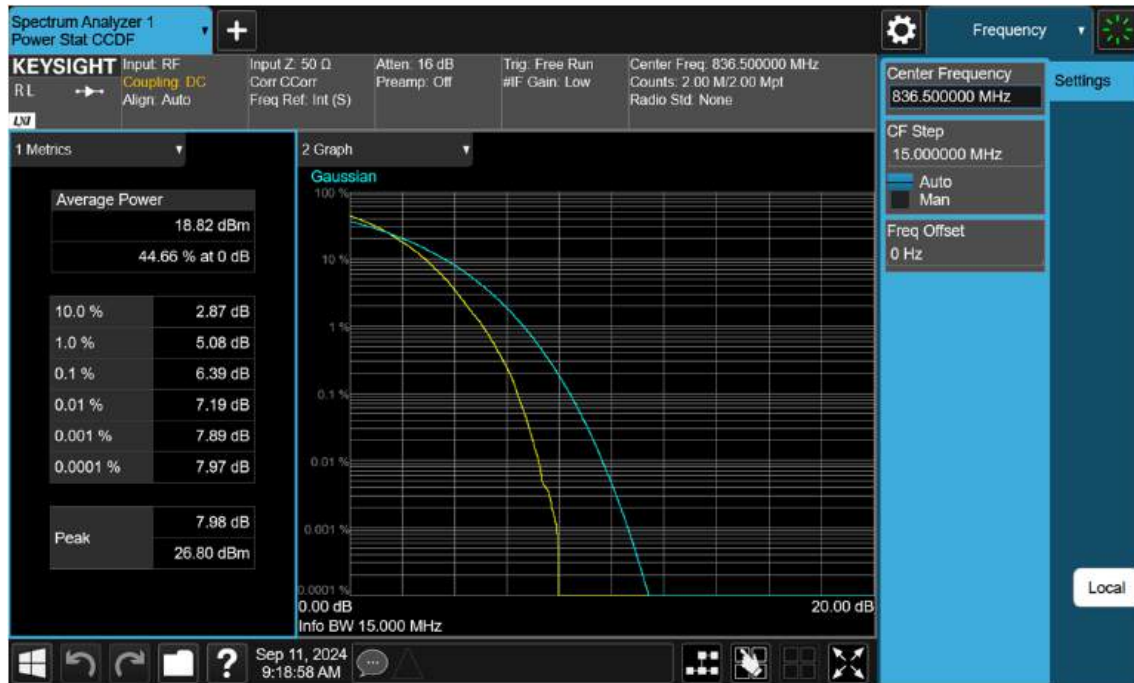 Spectrum Analyzer 1
Power Stat CCDF
+
Frequency
KEYSIGHT
RL
LXI
Input: RF
Coupling: DC
Align: Auto
Input Z: 50 Ω
Corr CCorr
Freq Ref: Int (S)
Atten: 16 dB
Preamp: Off
Trig: Free Run
#IF Gain: Low
Center Freq: 836.500000 MHz
Counts: 2.00 M/2.00 Mpt
Radio Std: None
Center Frequency
836.500000 MHz
Settings
CF Step
15.000000 MHz
Auto
Man
Freq Offset
0 Hz
Local
1 Metrics
Average Power
18.82 dBm
44.66 % at 0 dB
10.0 % 2.87 dB
1.0 % 5.08 dB
0.1 % 6.39 dB
0.01 % 7.19 dB
0.001 % 7.89 dB
0.0001 % 7.97 dB
Peak 7.98 dB
26.80 dBm
2 Graph
Gaussian
100 %
10 %
1 %
0.1 %
0.01 %
0.001 %
0.0001 %
0.00 dB 20.00 dB
Info BW 15.000 MHz
?
Sep 11, 2024
9:18:58 AM